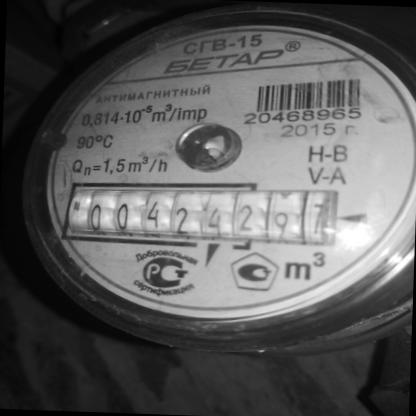 СГВ-15
БЕТАР®
АНТИМАГНИТНЫЙ
0,814·10⁻⁵m³/imp
20468965
2015 г.
90°C
H-B
Qn=1,5m³/h
V-A
00424297
Добровольная
РСТ
сертификация
m³